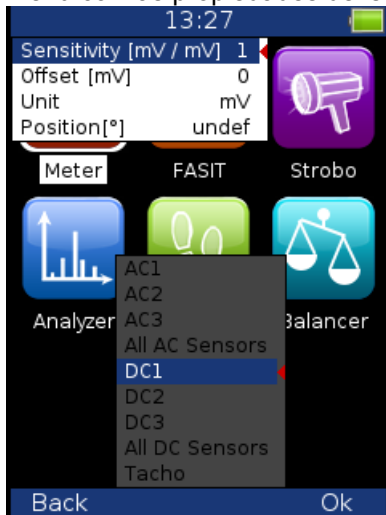 13:27
Sensitivity [mV / mV] 1
Offset [mV] 0
Unit mV
Position[°] undef
Meter FASIT Strobo
Analyzer Balancer
AC1
AC2
AC3
All AC Sensors
DC1
DC2
DC3
All DC Sensors
Tacho
Back Ok